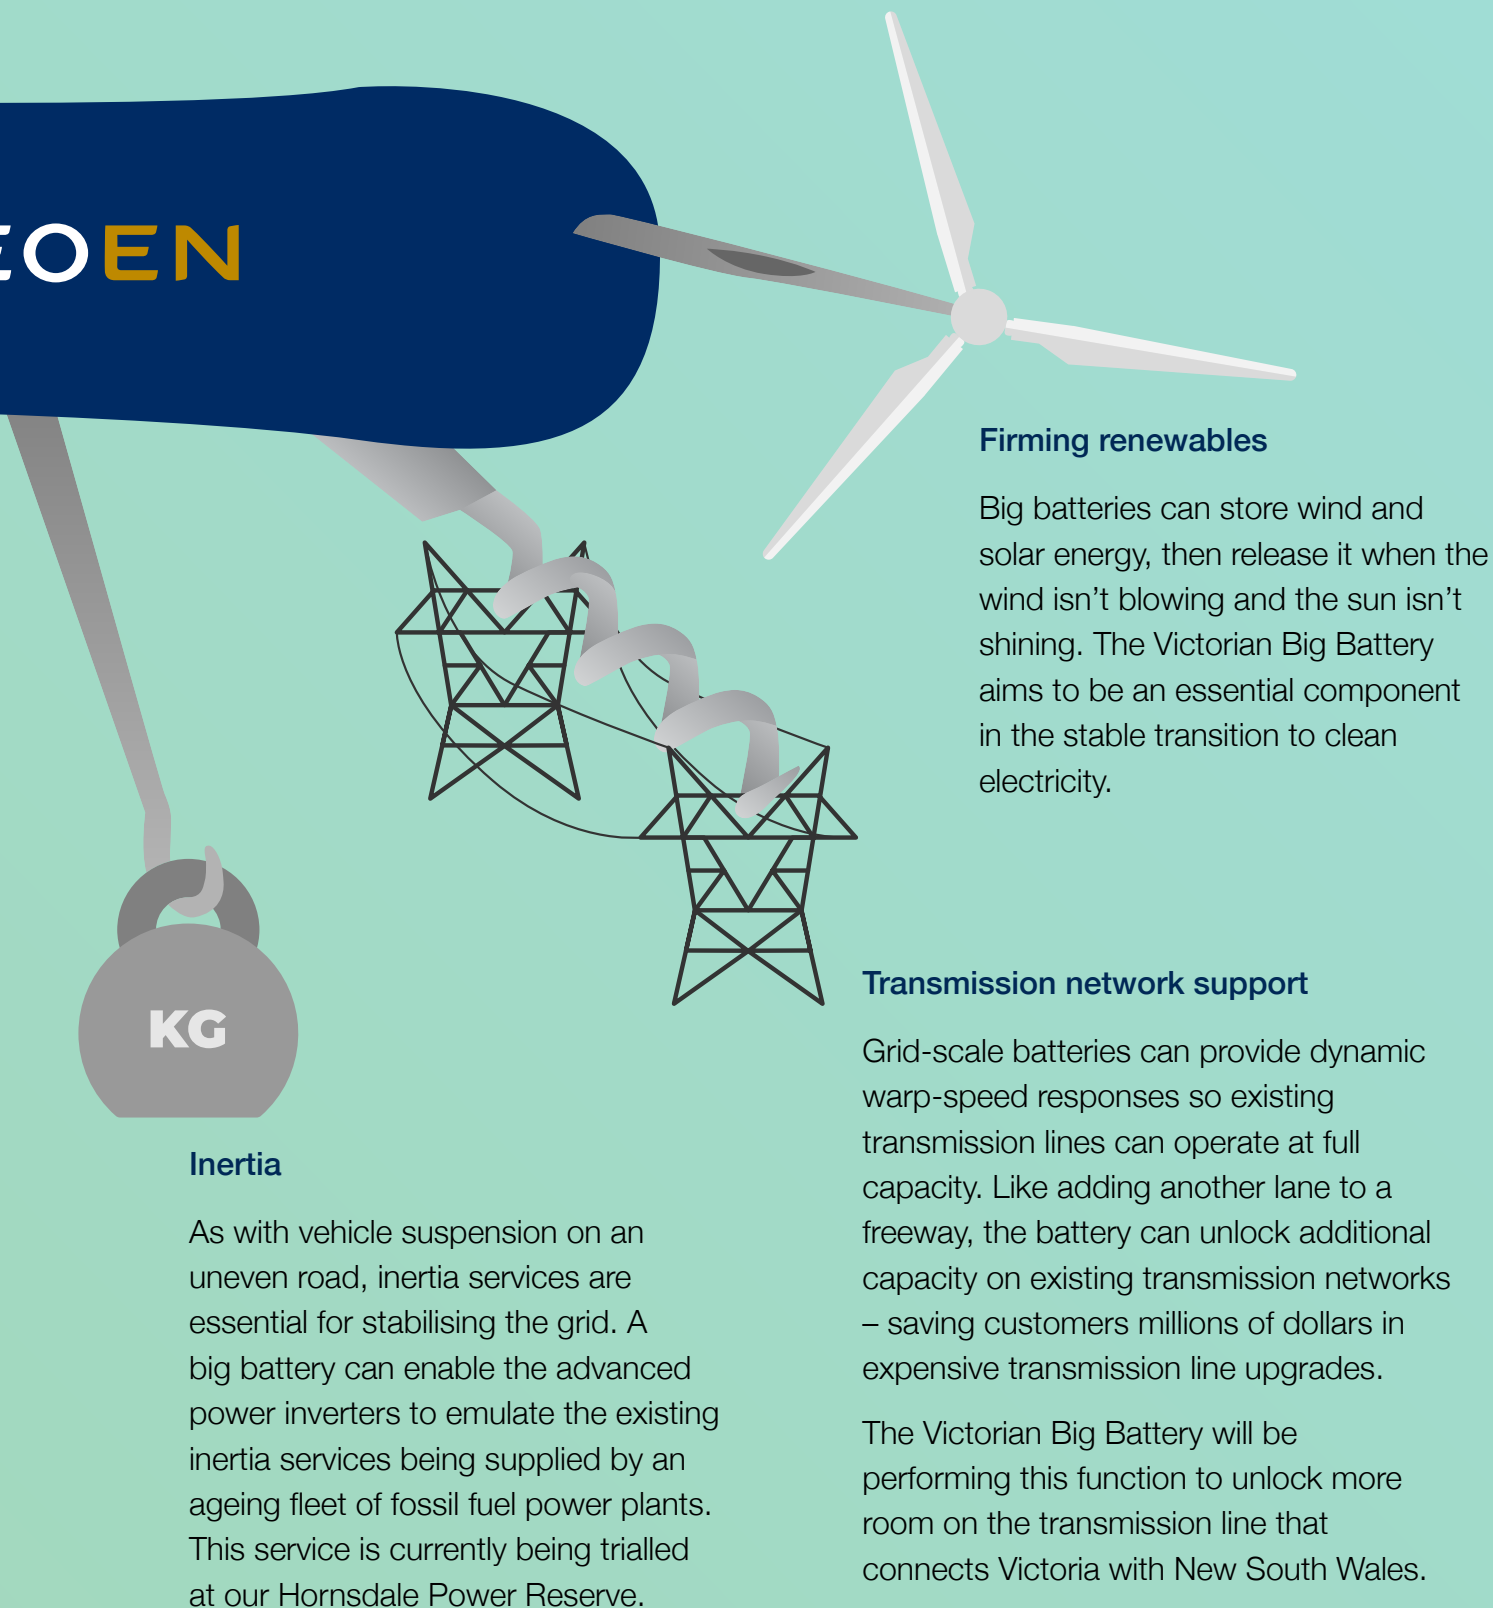 EOEN
Firming renewables
Big batteries can store wind and
solar energy, then release it when the
wind isn’t blowing and the sun isn’t
shining. The Victorian Big Battery
aims to be an essential component
in the stable transition to clean
electricity.
KG
Inertia
As with vehicle suspension on an
uneven road, inertia services are
essential for stabilising the grid. A
big battery can enable the advanced
power inverters to emulate the existing
inertia services being supplied by an
ageing fleet of fossil fuel power plants.
This service is currently being trialled
at our Hornsdale Power Reserve.
Transmission network support
Grid-scale batteries can provide dynamic
warp-speed responses so existing
transmission lines can operate at full
capacity. Like adding another lane to a
freeway, the battery can unlock additional
capacity on existing transmission networks
– saving customers millions of dollars in
expensive transmission line upgrades.
The Victorian Big Battery will be
performing this function to unlock more
room on the transmission line that
connects Victoria with New South Wales.